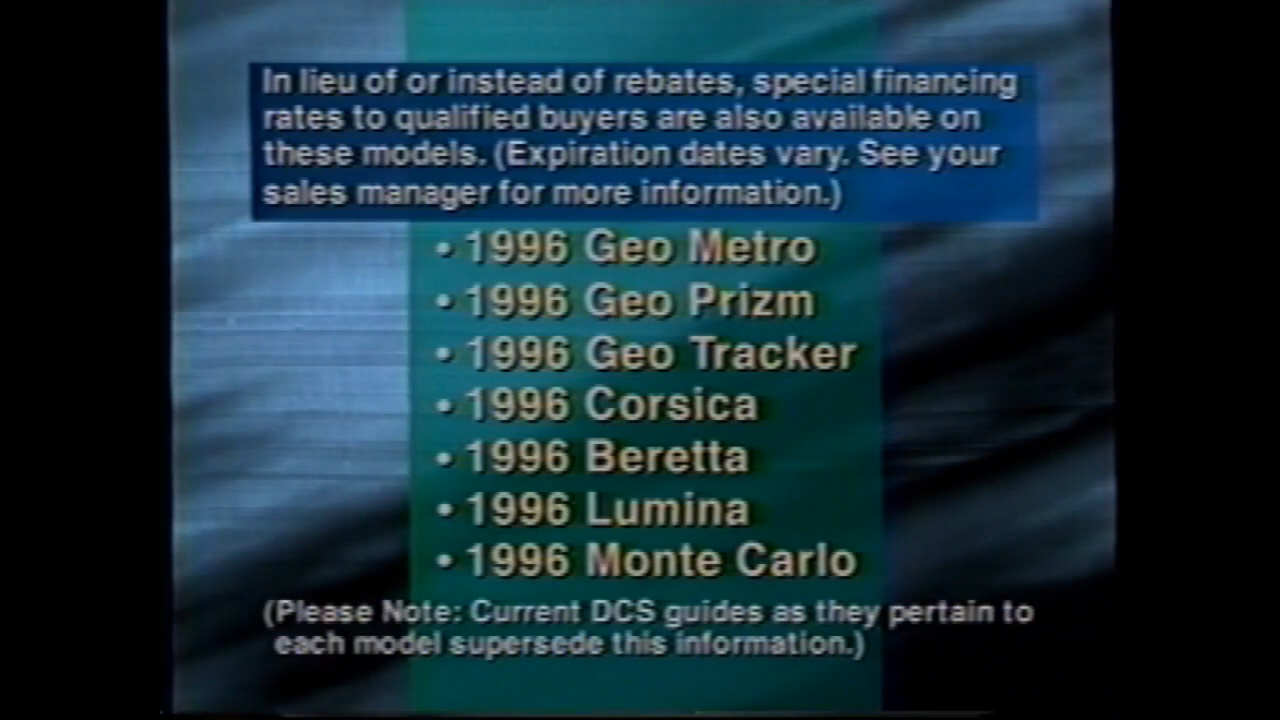 In lieu of or instead of rebates, special financing
rates to qualified buyers are also available on
these models. (Expiration dates vary. See your
sales manager for more information.)
• 1996 Geo Metro
• 1996 Geo Prizm
• 1996 Geo Tracker
• 1996 Corsica
• 1996 Beretta
• 1996 Lumina
• 1996 Monte Carlo
(Please Note: Current DCS guides as they pertain to
each model supersede this information.)